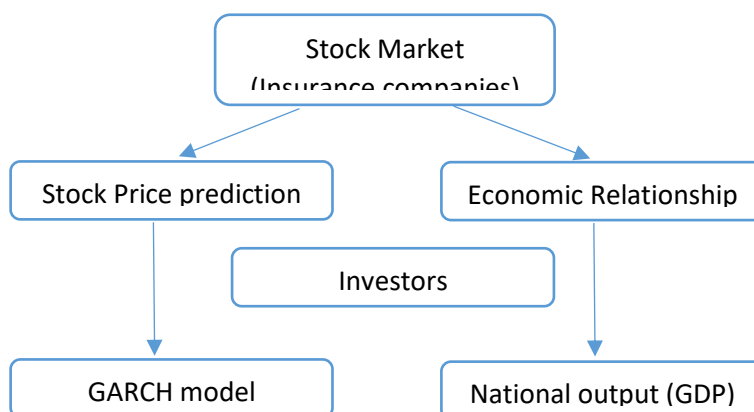 Stock Market
(Insurance companies)
Stock Price prediction
Economic Relationship
Investors
GARCH model
National output (GDP)